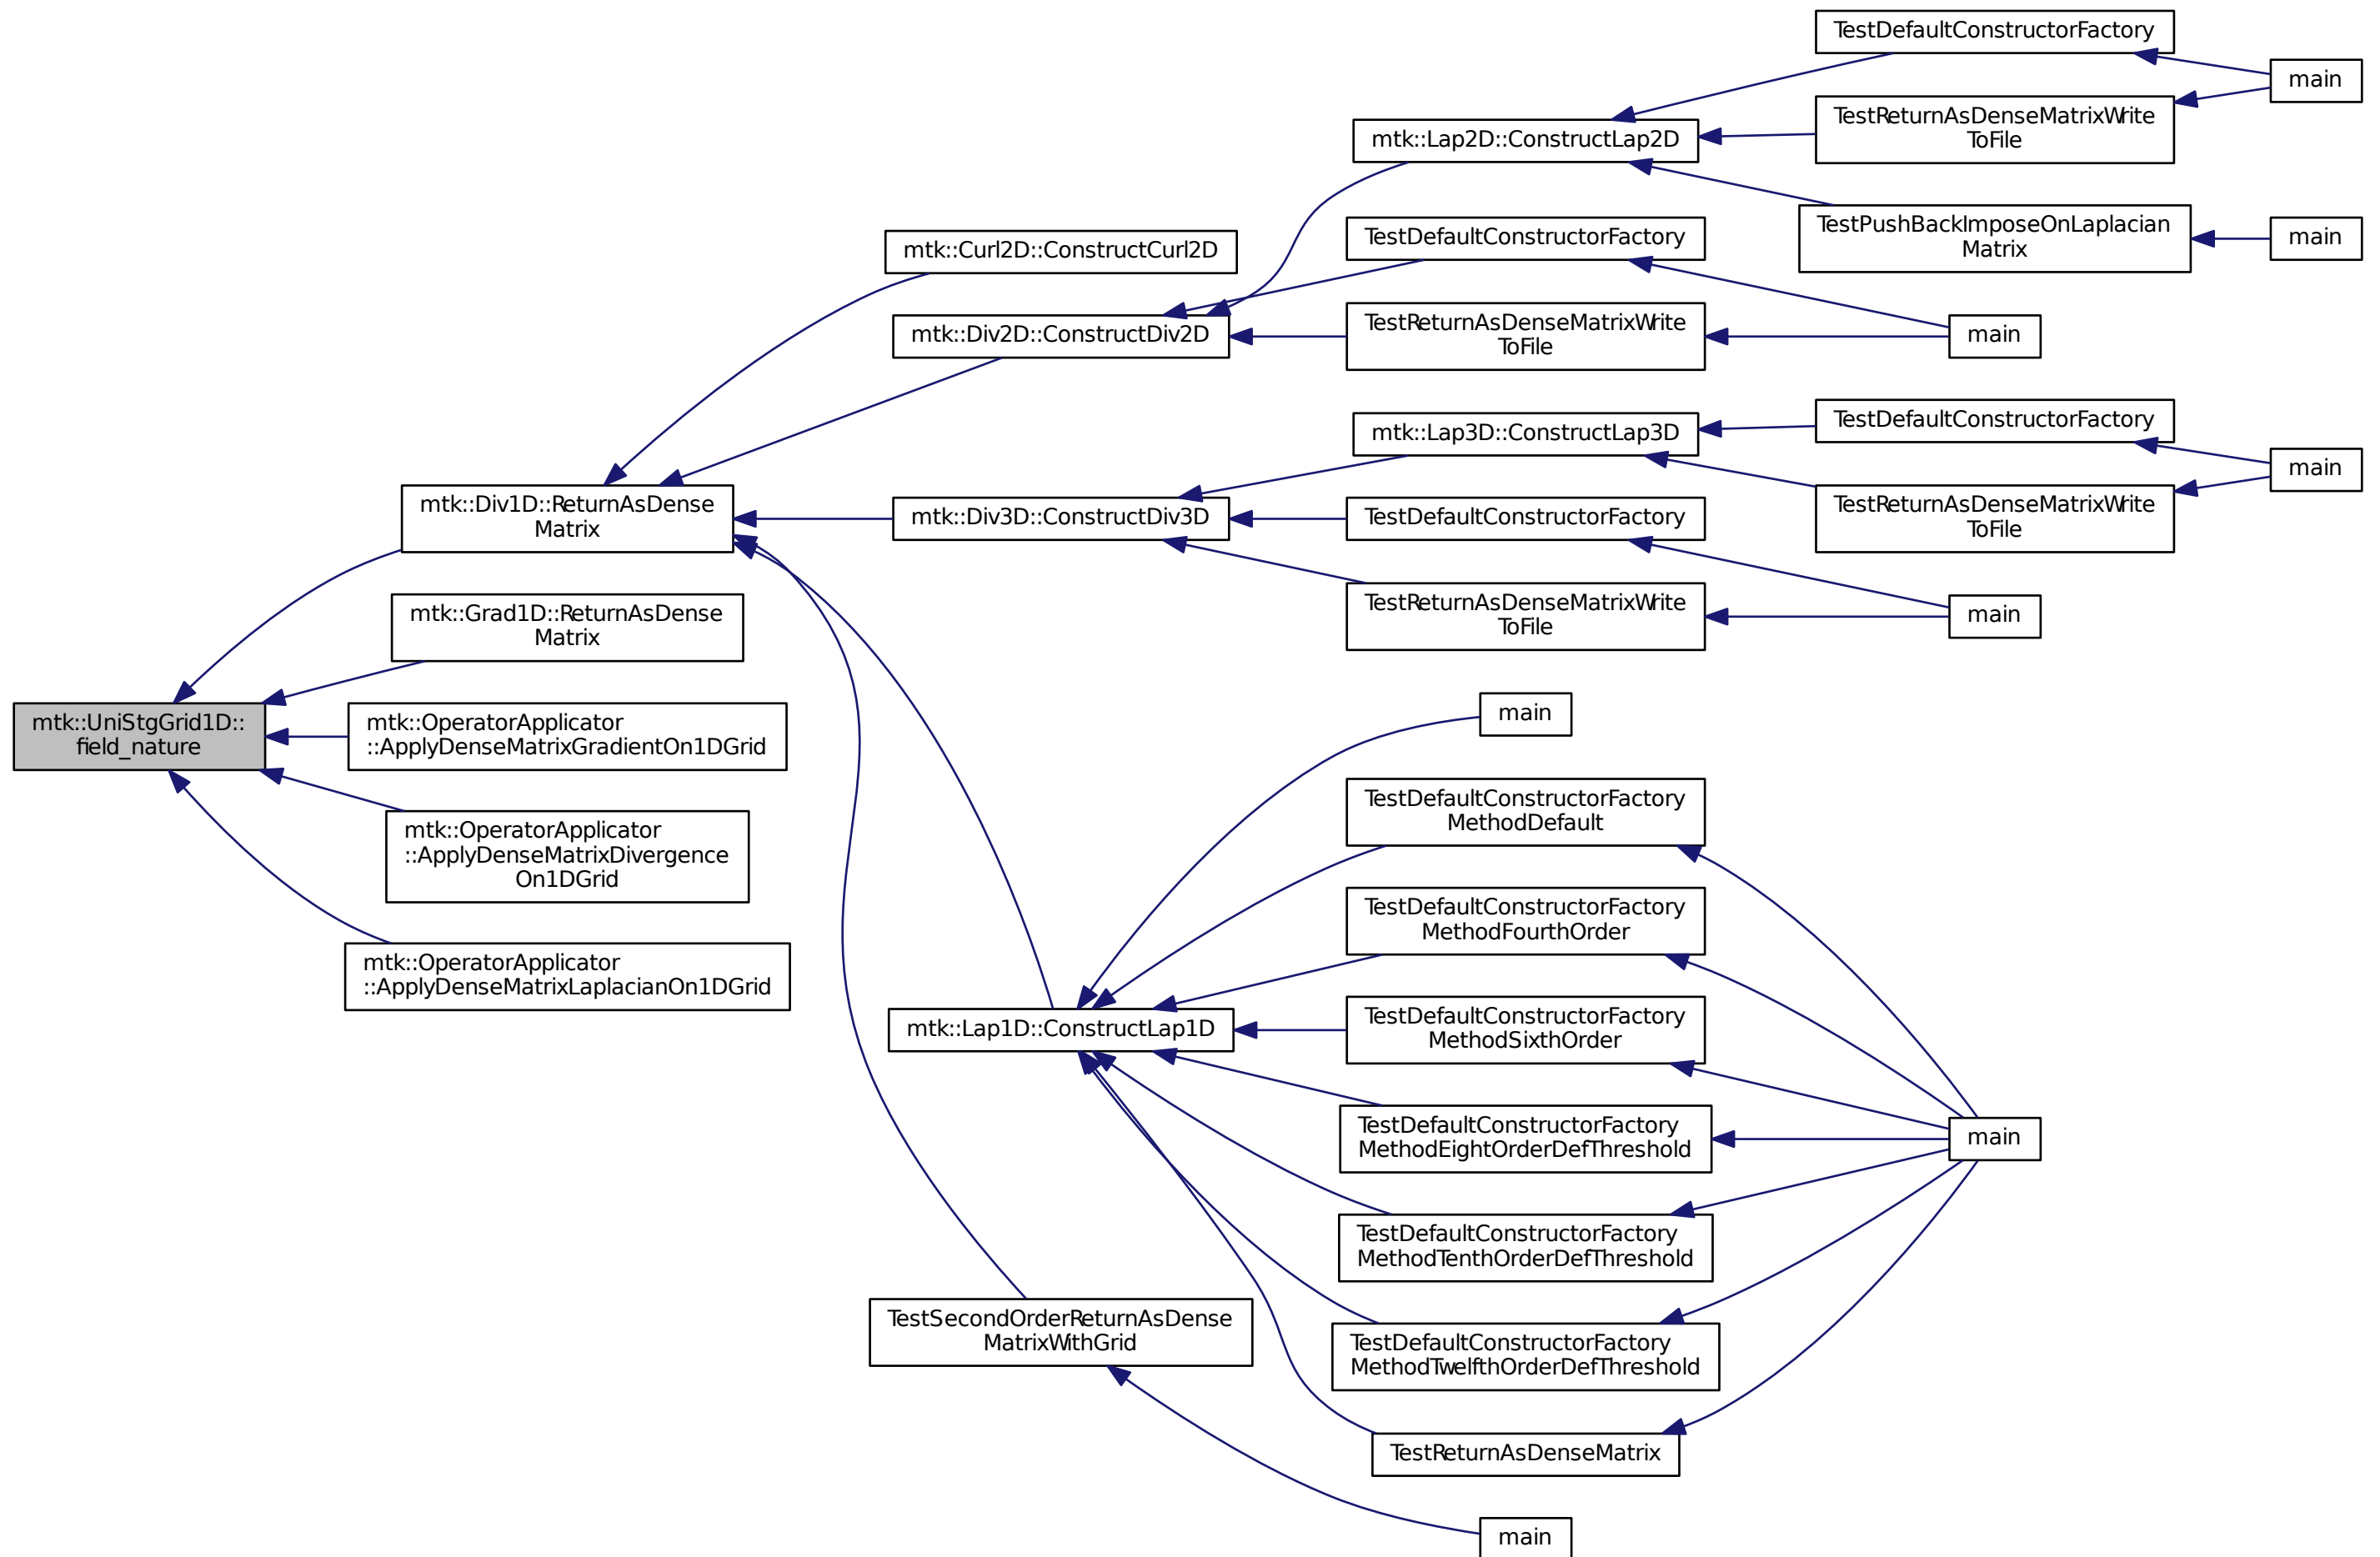 mtk::UniStgGrid1D::
field_nature
mtk::Div1D::ReturnAsDense
Matrix
mtk::Grad1D::ReturnAsDense
Matrix
mtk::OperatorApplicator
::ApplyDenseMatrixGradientOn1DGrid
mtk::OperatorApplicator
::ApplyDenseMatrixDivergence
On1DGrid
mtk::OperatorApplicator
::ApplyDenseMatrixLaplacianOn1DGrid
mtk::Curl2D::ConstructCurl2D
mtk::Div2D::ConstructDiv2D
mtk::Div3D::ConstructDiv3D
mtk::Lap1D::ConstructLap1D
TestSecondOrderReturnAsDense
MatrixWithGrid
mtk::Lap2D::ConstructLap2D
TestDefaultConstructorFactory
TestReturnAsDenseMatrixWrite
ToFile
mtk::Lap3D::ConstructLap3D
TestDefaultConstructorFactory
TestReturnAsDenseMatrixWrite
ToFile
main
TestDefaultConstructorFactory
MethodDefault
TestDefaultConstructorFactory
MethodFourthOrder
TestDefaultConstructorFactory
MethodSixthOrder
TestDefaultConstructorFactory
MethodEightOrderDefThreshold
TestDefaultConstructorFactory
MethodTenthOrderDefThreshold
TestDefaultConstructorFactory
MethodTwelfthOrderDefThreshold
TestReturnAsDenseMatrix
main
TestDefaultConstructorFactory
TestReturnAsDenseMatrixWrite
ToFile
TestPushBackImposeOnLaplacian
Matrix
main
TestDefaultConstructorFactory
TestReturnAsDenseMatrixWrite
ToFile
main
main
main
main
main